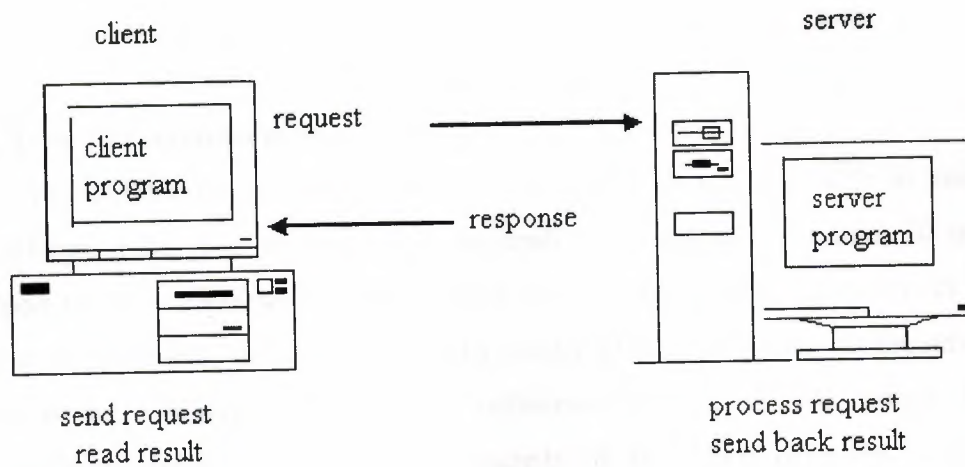 client
server
request
client
program
response
server
program
send request
read result
process request
send back result